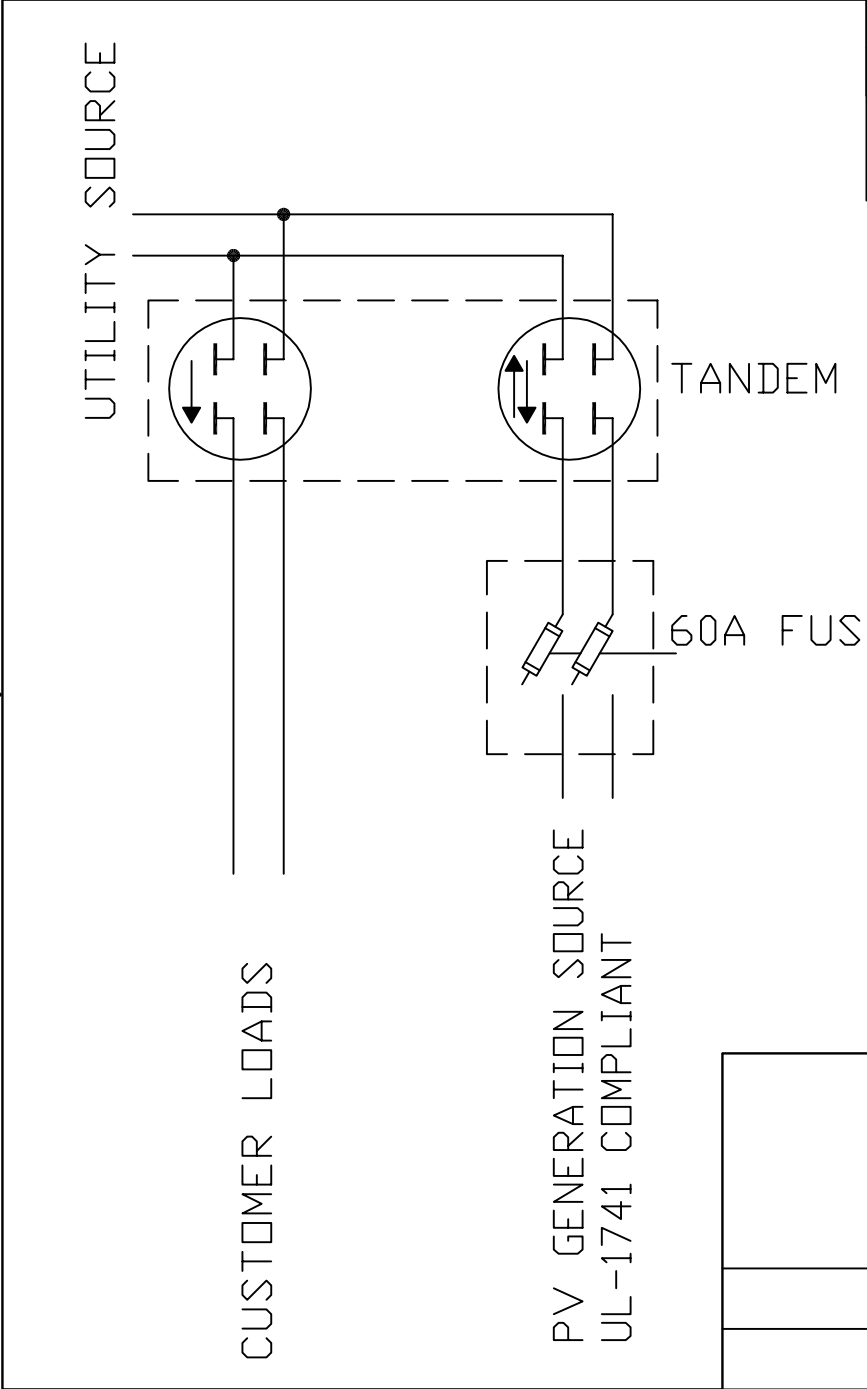 UTILITY SOURCE
TANDEM
60A FUS
CUSTOMER LOADS
PV GENERATION SOURCE
UL-1741 COMPLIANT